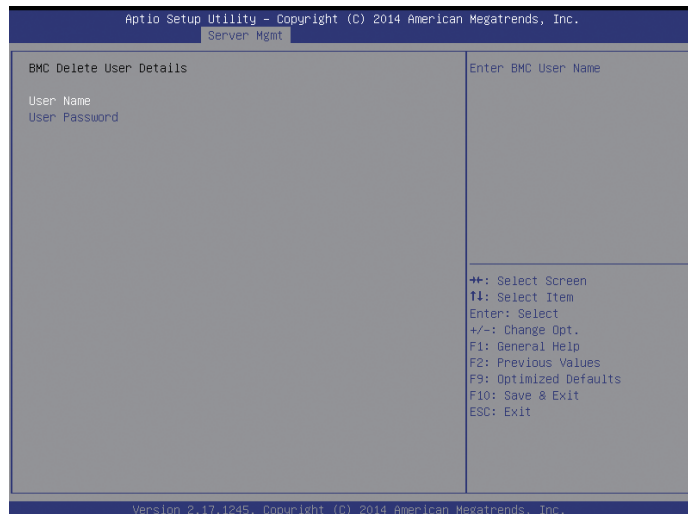 Aptio Setup Utility – Copyright (C) 2014 American Megatrends, Inc.
Server Mgmt
BMC Delete User Details
User Name
User Password
Enter BMC User Name
→←: Select Screen
↑↓: Select Item
Enter: Select
+/-: Change Opt.
F1: General Help
F2: Previous Values
F9: Optimized Defaults
F10: Save & Exit
ESC: Exit
Version 2.17.1245. Copyright (C) 2014 American Megatrends, Inc.